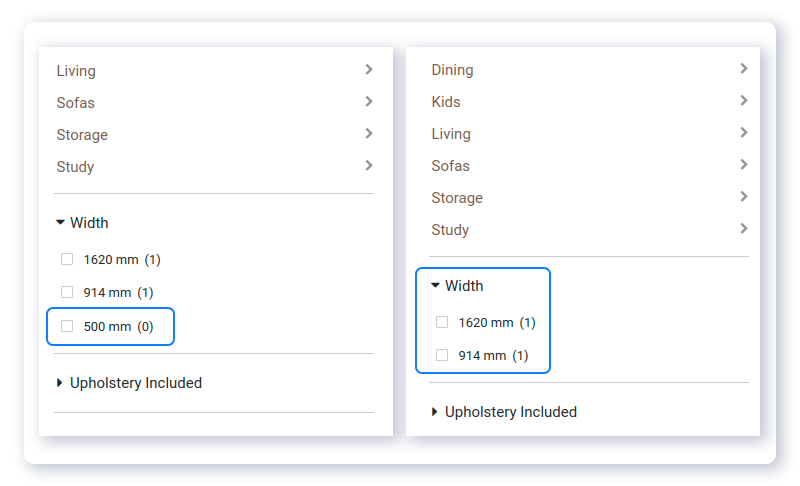 Living
Sofas
Storage
Study
Width
1620 mm (1)
914 mm (1)
500 mm (0)
Upholstery Included
Dining
Kids
Living
Sofas
Storage
Study
Width
1620 mm (1)
914 mm (1)
Upholstery Included